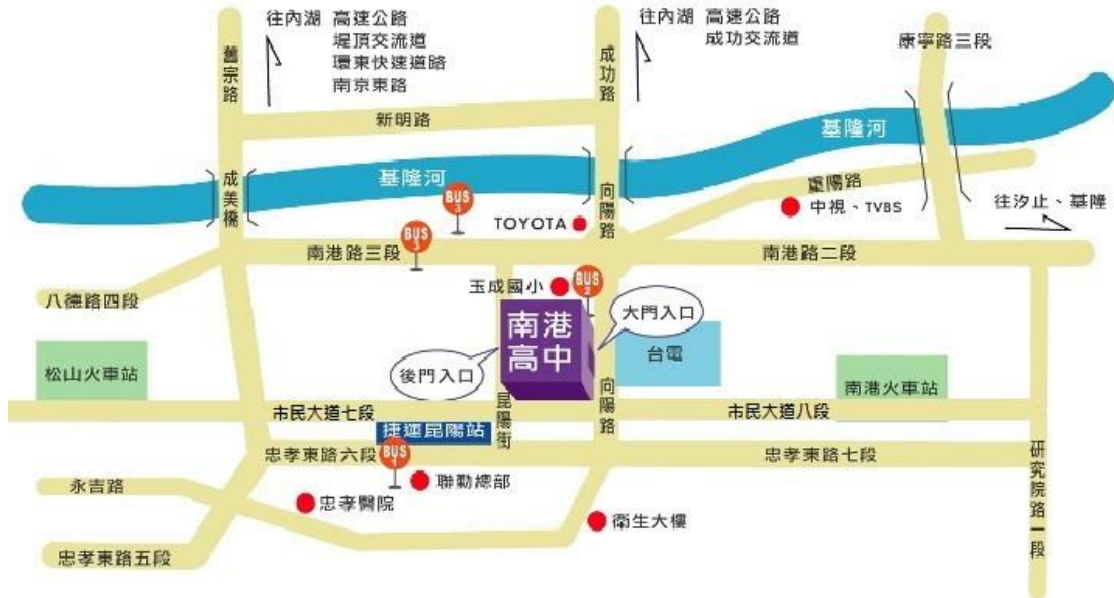 往內湖 高速公路
堤頂交流道
環東快速道路
南京東路
往內湖 高速公路
成功交流道
康寧路三段
舊宗路
成功路
新明路
基隆河
基隆河
成美橋
向陽路
重陽路
BUS
3
TOYOTA
中視、TVBS
往汐止、基隆
BUS
3
南港路三段
南港路二段
八德路四段
玉成國小
BUS
2
南港
高中
大門入口
台電
後門入口
松山火車站
南港火車站
昆陽街
向陽路
市民大道七段
市民大道八段
捷運昆陽站
忠孝東路六段
BUS
1
忠孝東路七段
研究院路一段
永吉路
聯勤總部
忠孝醫院
衛生大樓
忠孝東路五段